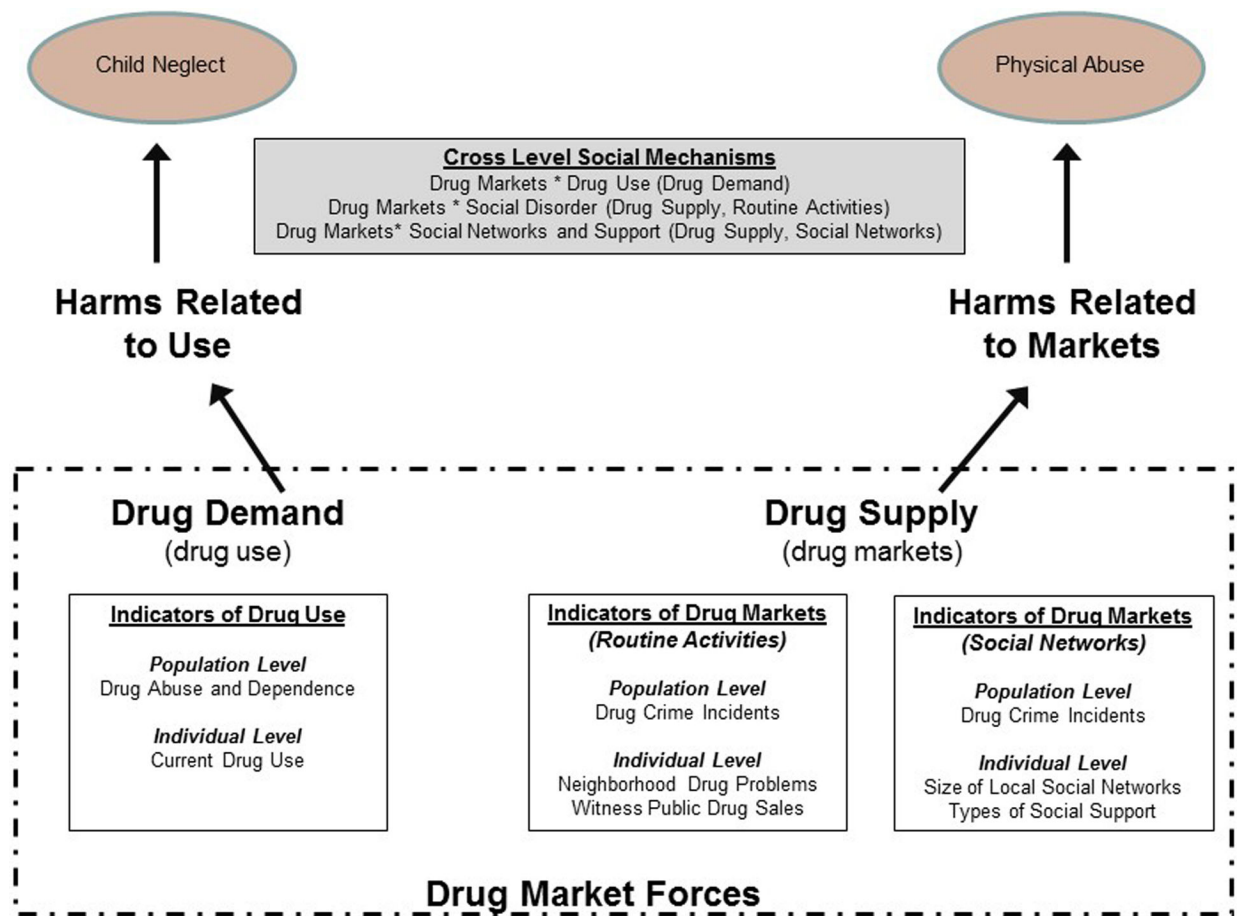 Child Neglect
Physical Abuse
Cross Level Social Mechanisms
Drug Markets * Drug Use (Drug Demand)
Drug Markets * Social Disorder (Drug Supply, Routine Activities)
Drug Markets* Social Networks and Support (Drug Supply, Social Networks)
Harms Related
to Use
Harms Related
to Markets
Drug Demand
(drug use)
Drug Supply
(drug markets)
Indicators of Drug Use
Population Level
Drug Abuse and Dependence
Individual Level
Current Drug Use
Indicators of Drug Markets
(Routine Activities)
Population Level
Drug Crime Incidents
Individual Level
Neighborhood Drug Problems
Witness Public Drug Sales
Indicators of Drug Markets
(Social Networks)
Population Level
Drug Crime Incidents
Individual Level
Size of Local Social Networks
Types of Social Support
Drug Market Forces